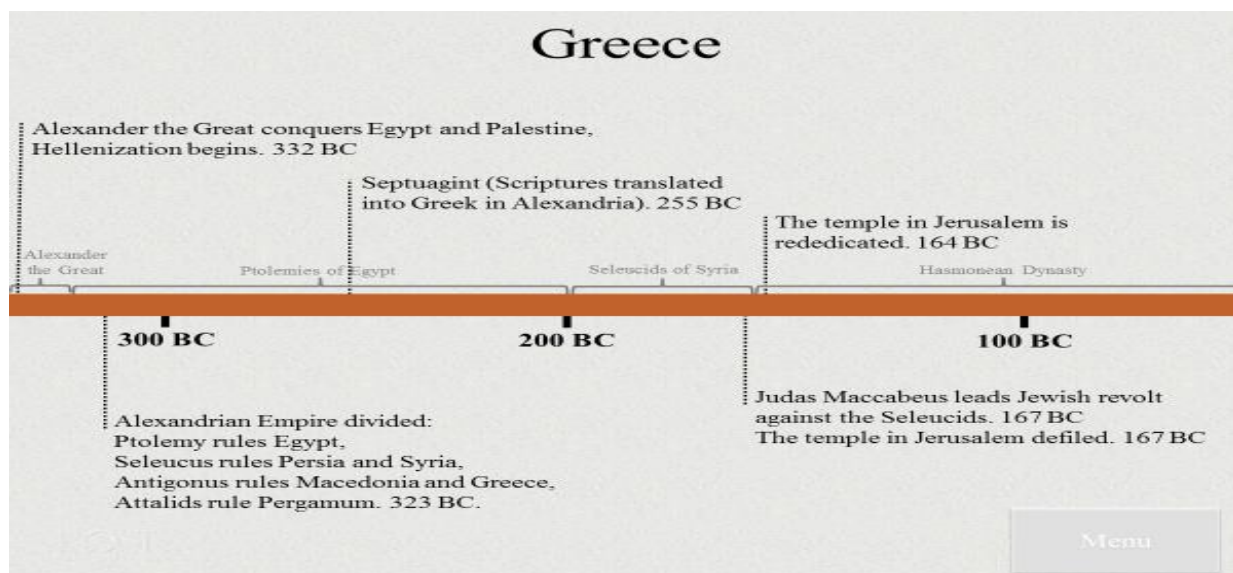 Greece
Alexander the Great conquers Egypt and Palestine,
Hellenization begins. 332 BC
Septuagint (Scriptures translated
into Greek in Alexandria). 255 BC
The temple in Jerusalem is
rededicated. 164 BC
Alexander
the Great
Ptolemies of Egypt
Seleucids of Syria
Hasmonean Dynasty
300 BC
200 BC
100 BC
Alexandrian Empire divided:
Ptolemy rules Egypt,
Seleucus rules Persia and Syria,
Antigonus rules Macedonia and Greece,
Attalids rule Pergamum. 323 BC.
Judas Maccabeus leads Jewish revolt
against the Seleucids. 167 BC
The temple in Jerusalem defiled. 167 BC
Menu